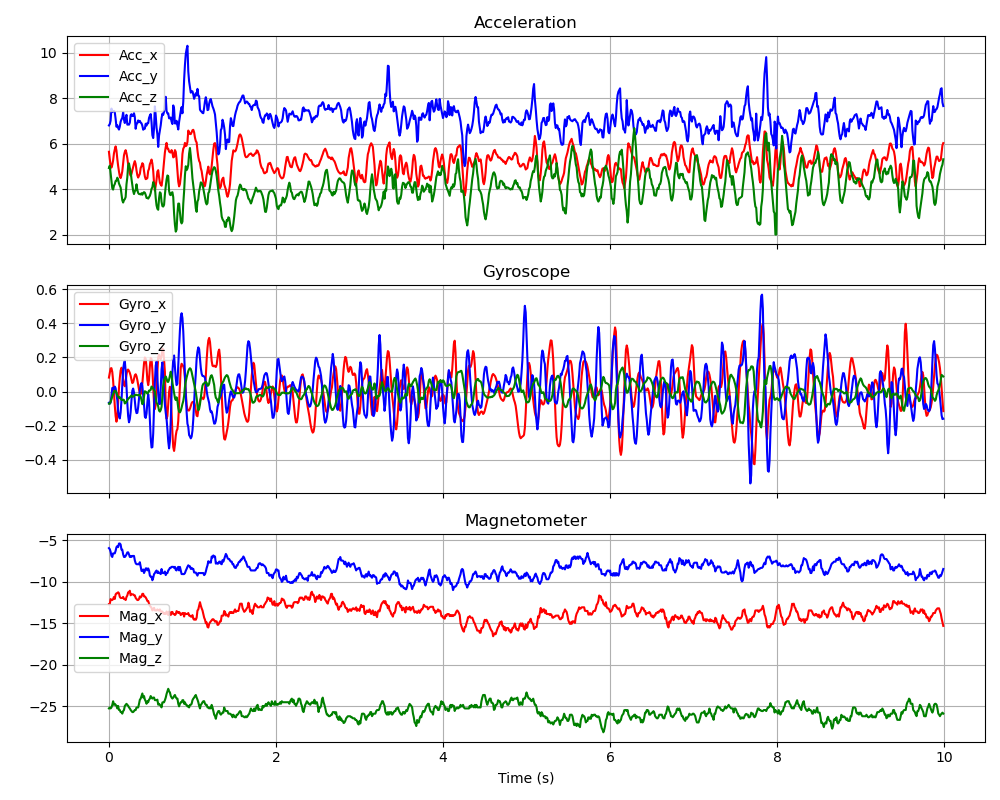 Acceleration
10
8
6
4
2
Acc_x
Acc_y
Acc_z
Gyroscope
0.6
0.4
0.2
0.0
−0.2
−0.4
Gyro_x
Gyro_y
Gyro_z
Magnetometer
−5
−10
−15
−20
−25
Mag_x
Mag_y
Mag_z
0 2 4 6 8 10
Time (s)